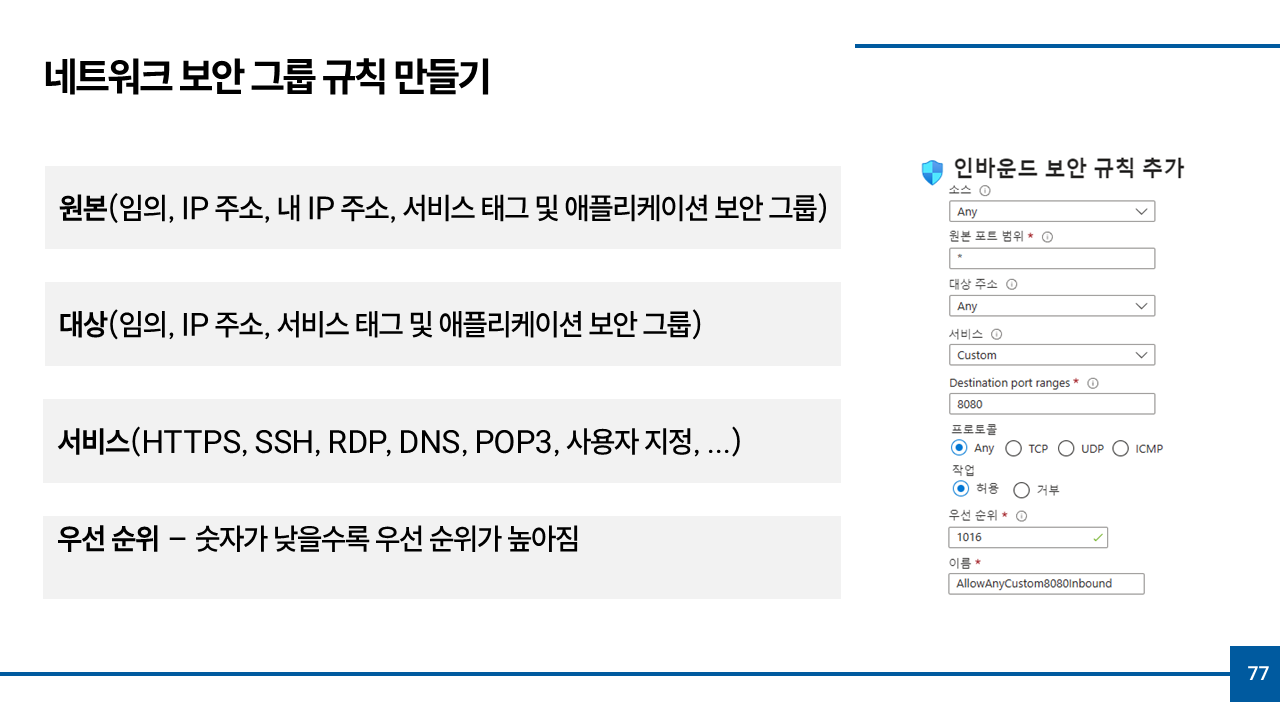 네트워크 보안 그룹 규칙 만들기
원본(임의, IP 주소, 내 IP 주소, 서비스 태그 및 애플리케이션 보안 그룹)
대상(임의, IP 주소, 서비스 태그 및 애플리케이션 보안 그룹)
서비스(HTTPS, SSH, RDP, DNS, POP3, 사용자 지정, ...)
우선 순위 – 숫자가 낮을수록 우선 순위가 높아짐
인바운드 보안 규칙 추가
소스
Any
원본 포트 범위 *
*
대상 주소
Any
서비스
Custom
Destination port ranges *
8080
프로토콜
Any TCP UDP ICMP
작업
허용 거부
우선 순위 *
1016
이름 *
AllowAnyCustom8080Inbound
77